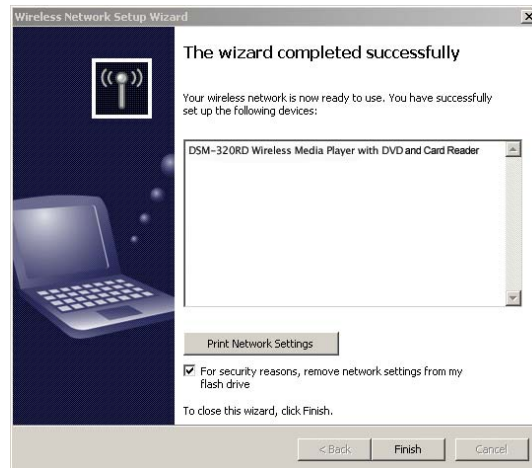 Wireless Network Setup Wizard
The wizard completed successfully
Your wireless network is now ready to use. You have successfully
set up the following devices:
DSM-320RD Wireless Media Player with DVD and Card Reader
Print Network Settings
For security reasons, remove network settings from my
flash drive
To close this wizard, click Finish.
< Back
Finish
Cancel